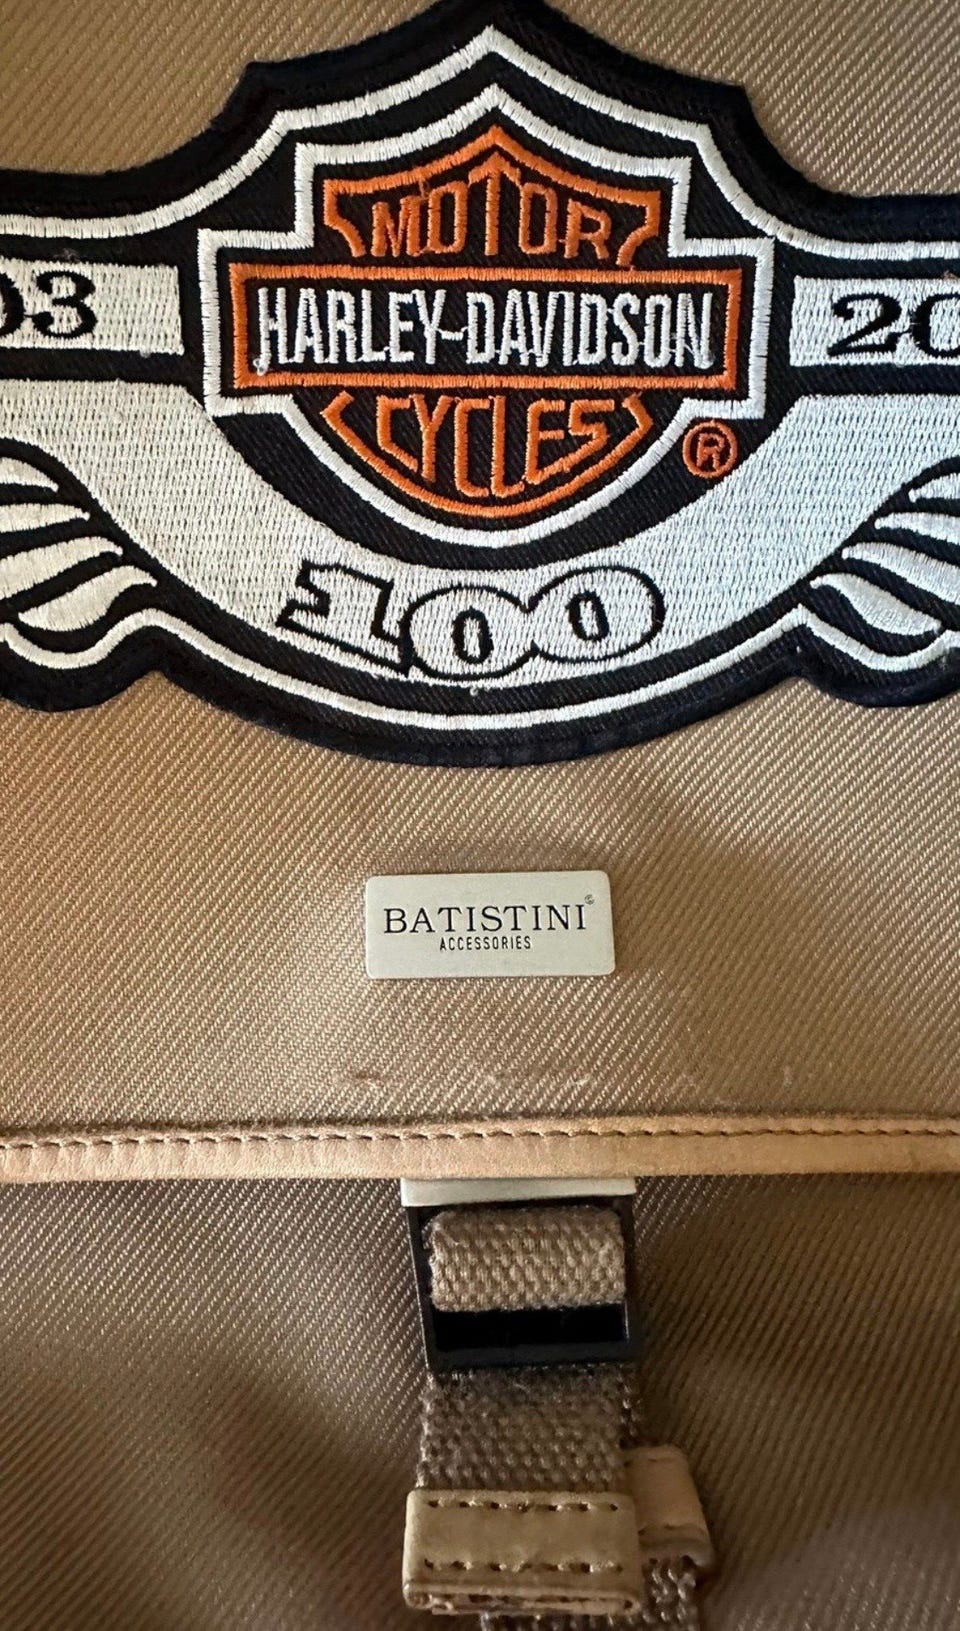 MOTOR
03 HARLEY-DAVIDSON 20
CYCLES ®
100
BATISTINI ©
ACCESSORIES